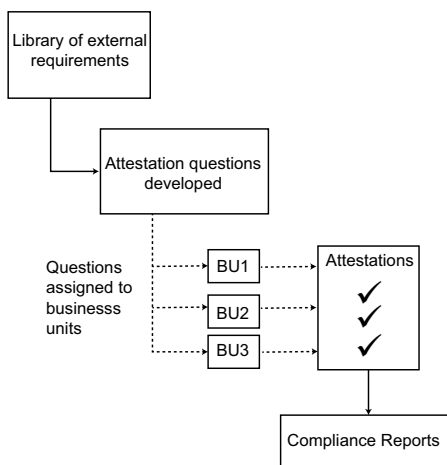 Library of external
requirements
Attestation questions
developed
Questions
assigned to
businesss
units
BU1
BU2
BU3
Attestations
Compliance Reports